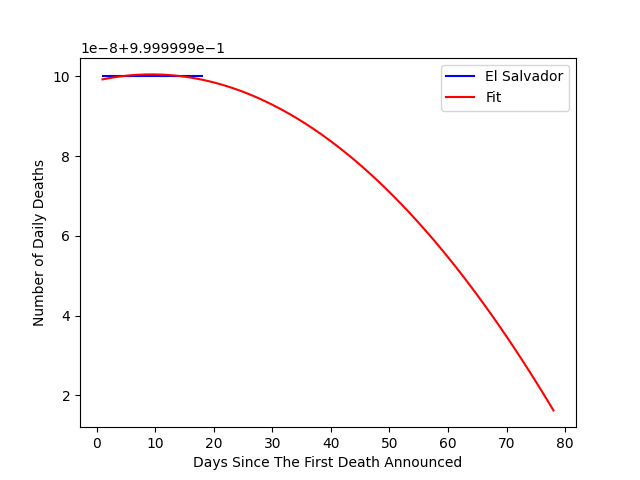 1e−8+9.999999e−1
El Salvador
Fit
10
8
6
4
2
Number of Daily Deaths
0 10 20 30 40 50 60 70 80
Days Since The First Death Announced